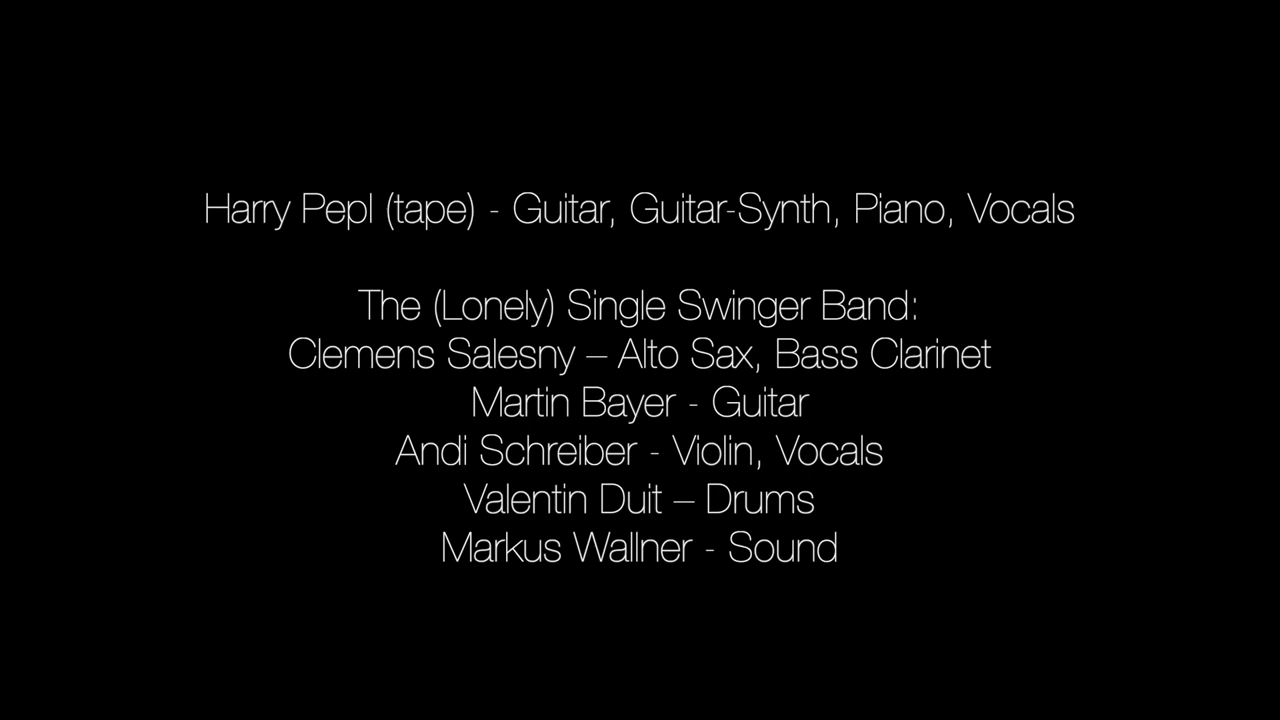 Harry Pepl (tape) - Guitar, Guitar-Synth, Piano, Vocals
The (Lonely) Single Swinger Band:
Clemens Salesny – Alto Sax, Bass Clarinet
Martin Bayer - Guitar
Andi Schreiber - Violin, Vocals
Valentin Duit – Drums
Markus Wallner - Sound